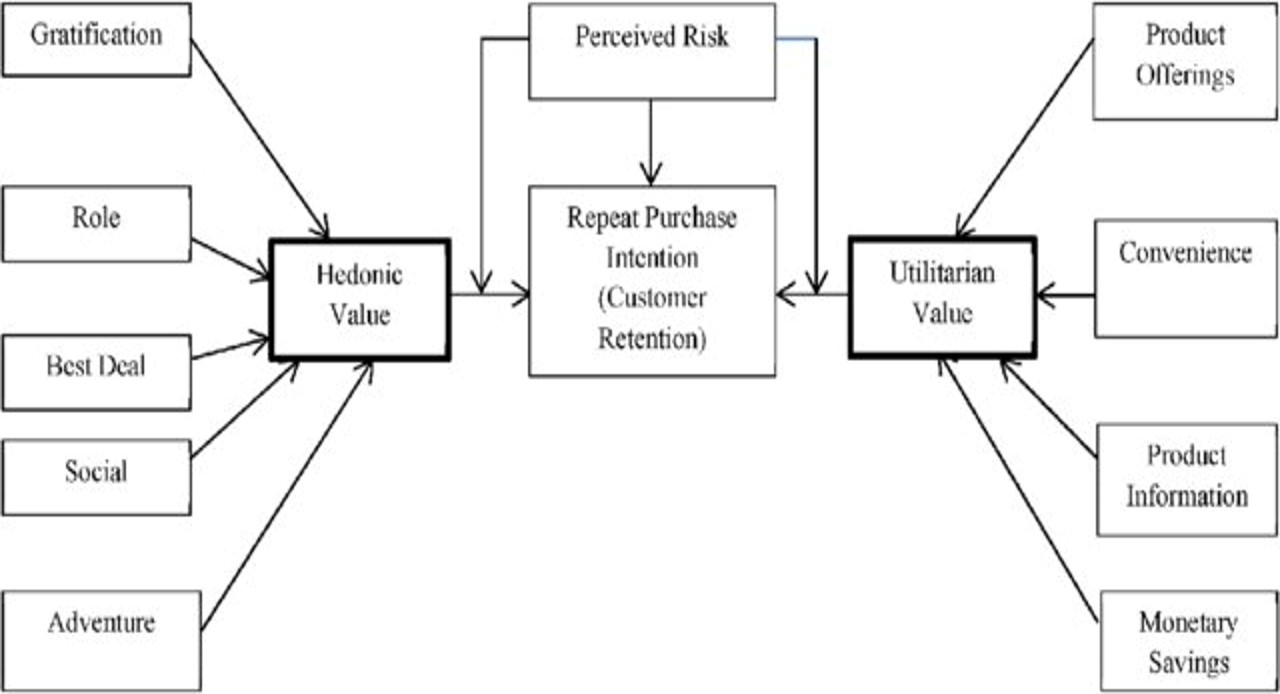 Gratification
Perceived Risk
Product
Offerings
Role
Repeat Purchase
Intention
(Customer
Retention)
Hedonic
Value
Utilitarian
Value
Convenience
Best Deal
Social
Product
Information
Adventure
Monetary
Savings